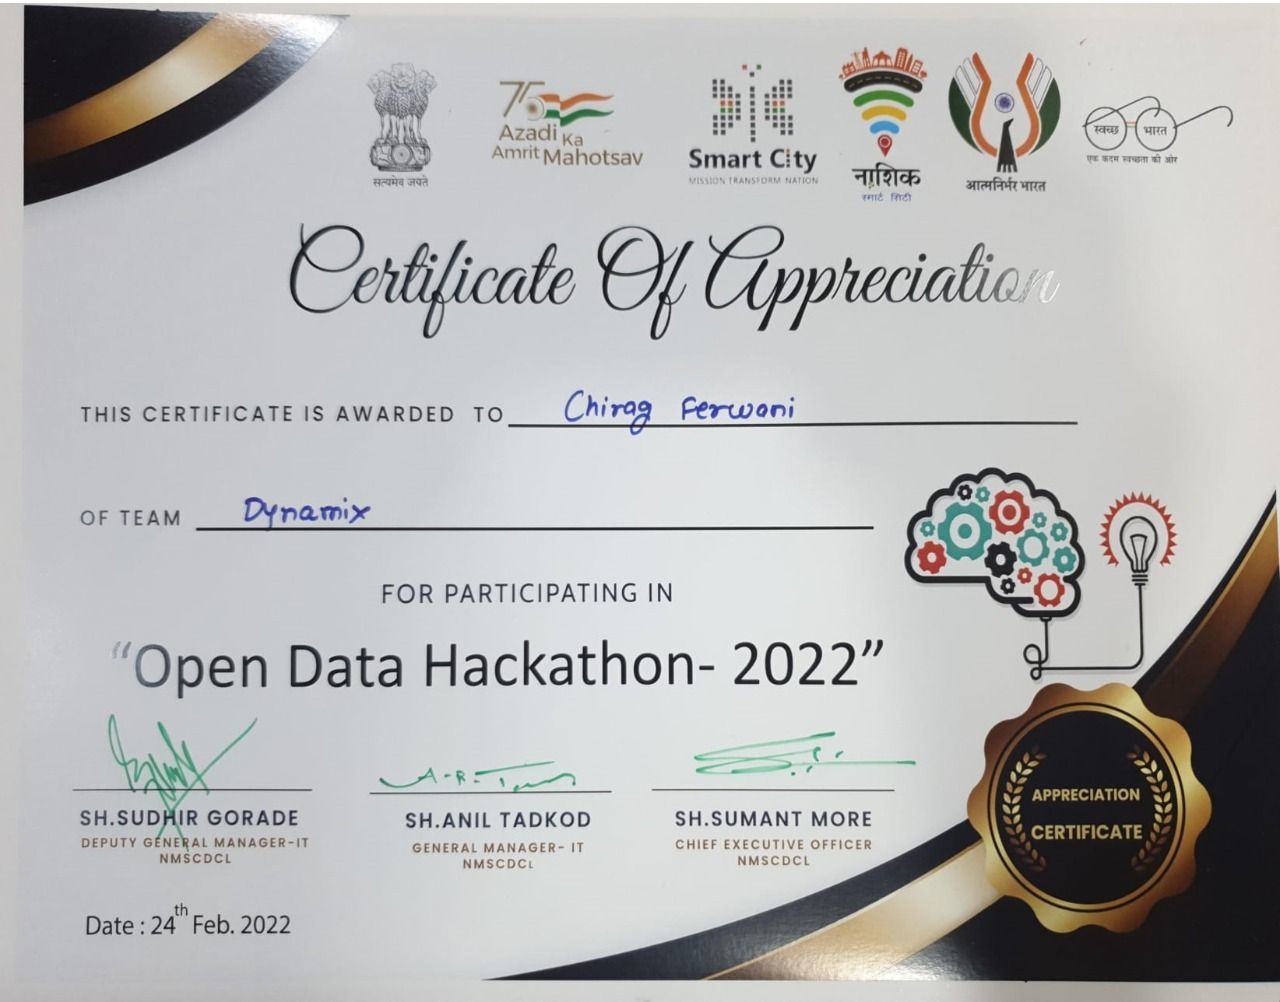 सत्यमेव जयते
75
Azadi Ka
Amrit Mahotsav
Smart City
MISSION TRANSFORM NATION
नाशिक
स्मार्ट सिटी
आत्मनिर्भर भारत
स्वच्छ भारत
एक कदम स्वच्छता की ओर
Certificate Of Appreciation
THIS CERTIFICATE IS AWARDED TO Chirag Ferwani
OF TEAM Dynamix
FOR PARTICIPATING IN
“Open Data Hackathon- 2022”
A-R-
SH.SUDHIR GORADE
DEPUTY GENERAL MANAGER-IT
NMSCDCL
SH.ANIL TADKOD
GENERAL MANAGER- IT
NMSCDCL
SH.SUMANT MORE
CHIEF EXECUTIVE OFFICER
NMSCDCL
APPRECIATION
CERTIFICATE
Date : 24th Feb. 2022